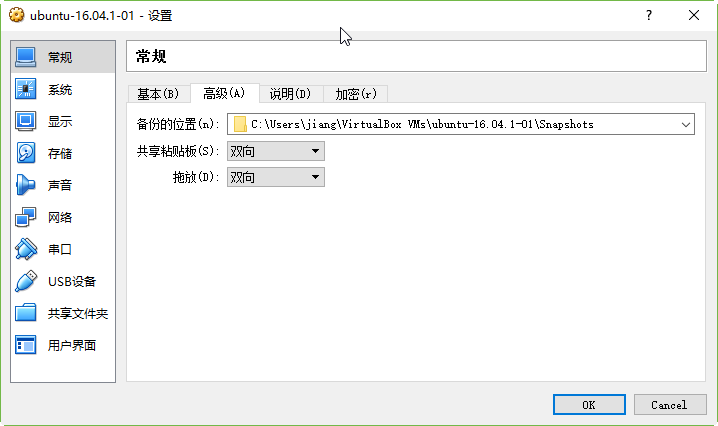 ubuntu-16.04.1-01 - 设置
?
常规
系统
显示
存储
声音
网络
串口
USB设备
共享文件夹
用户界面
常规
基本(B) 高级(A) 说明(D) 加密(r)
备份的位置(n): C:\Users\jiang\VirtualBox VMs\ubuntu-16.04.1-01\Snapshots
共享粘贴板(S): 双向
拖放(D): 双向
OK Cancel